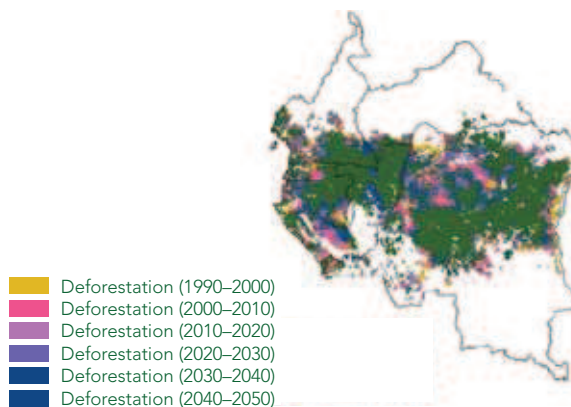 Deforestation (1990–2000)
Deforestation (2000–2010)
Deforestation (2010–2020)
Deforestation (2020–2030)
Deforestation (2030–2040)
Deforestation (2040–2050)